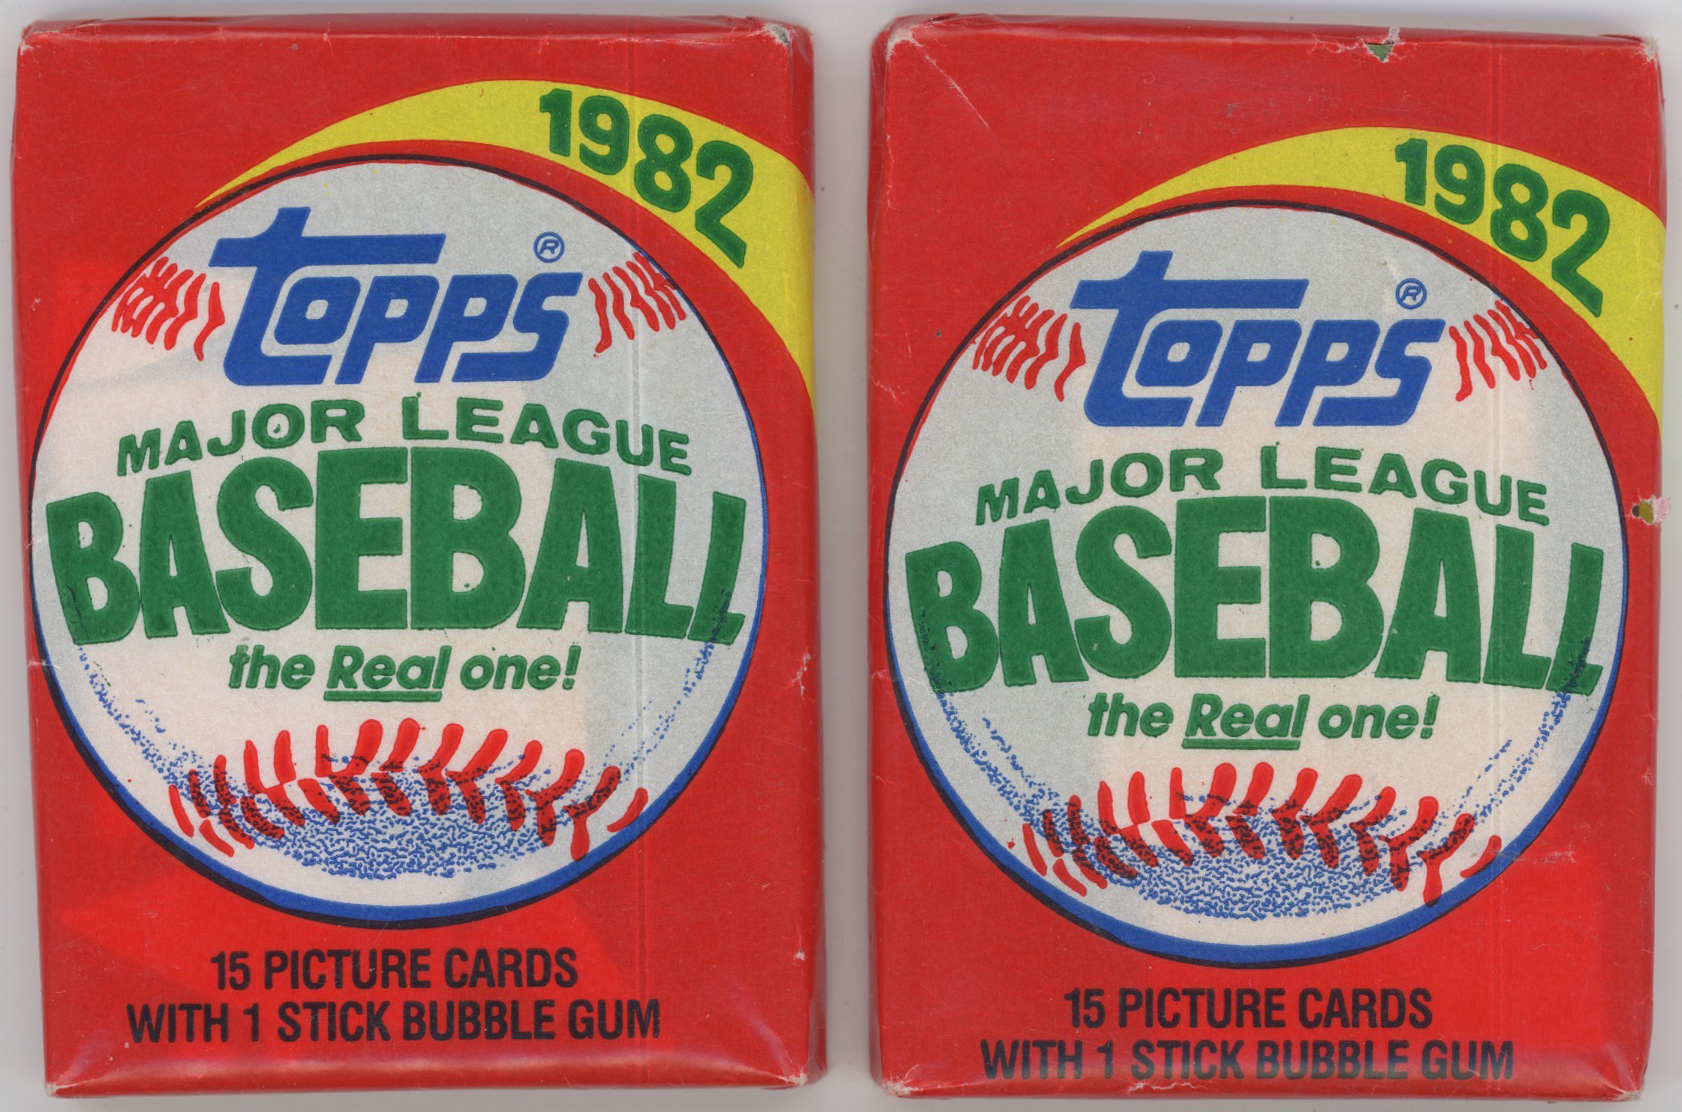 1982
topps®
MAJOR LEAGUE
BASEBALL
the Real one!
15 PICTURE CARDS
WITH 1 STICK BUBBLE GUM
1982
topps®
MAJOR LEAGUE
BASEBALL
the Real one!
15 PICTURE CARDS
WITH 1 STICK BUBBLE GUM